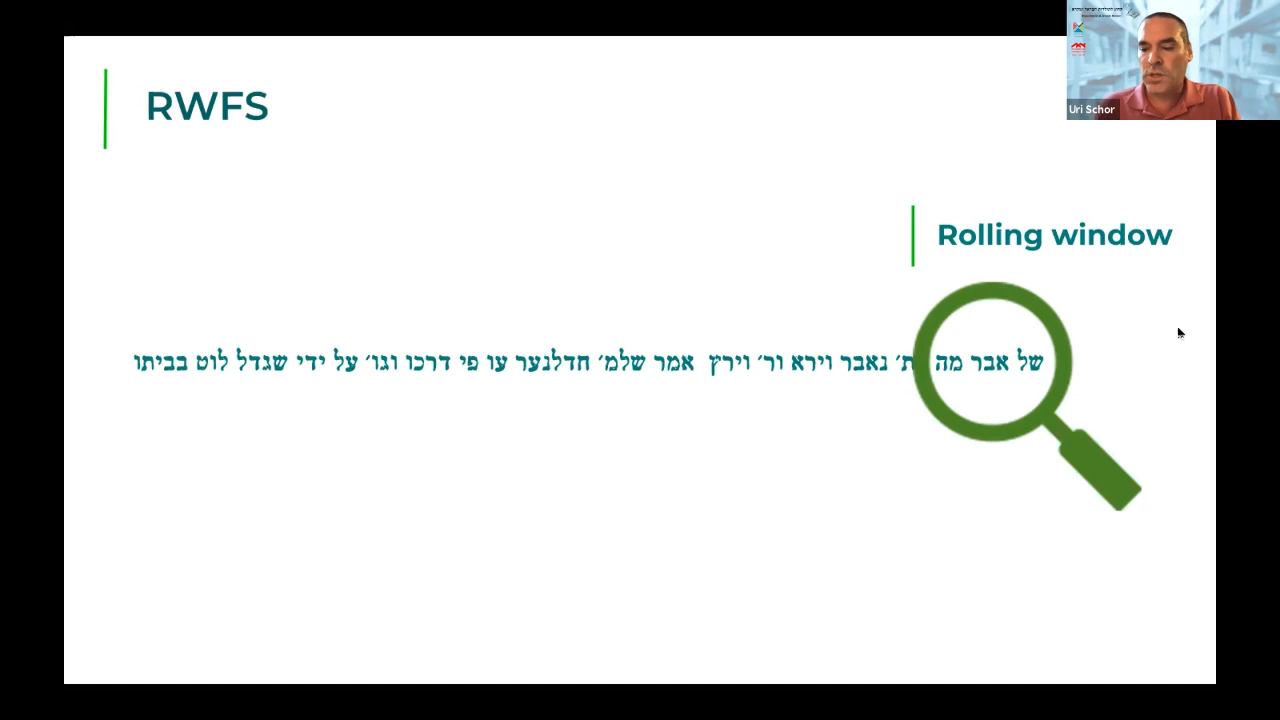 RWFS
Uri Schor
Rolling window
של אבר מה ת׳ נאבר וירא ור׳ וירץ אמר שלמ׳ חדלנער עו פי דרכו וגו׳ על ידי שגדל לוט בביתו